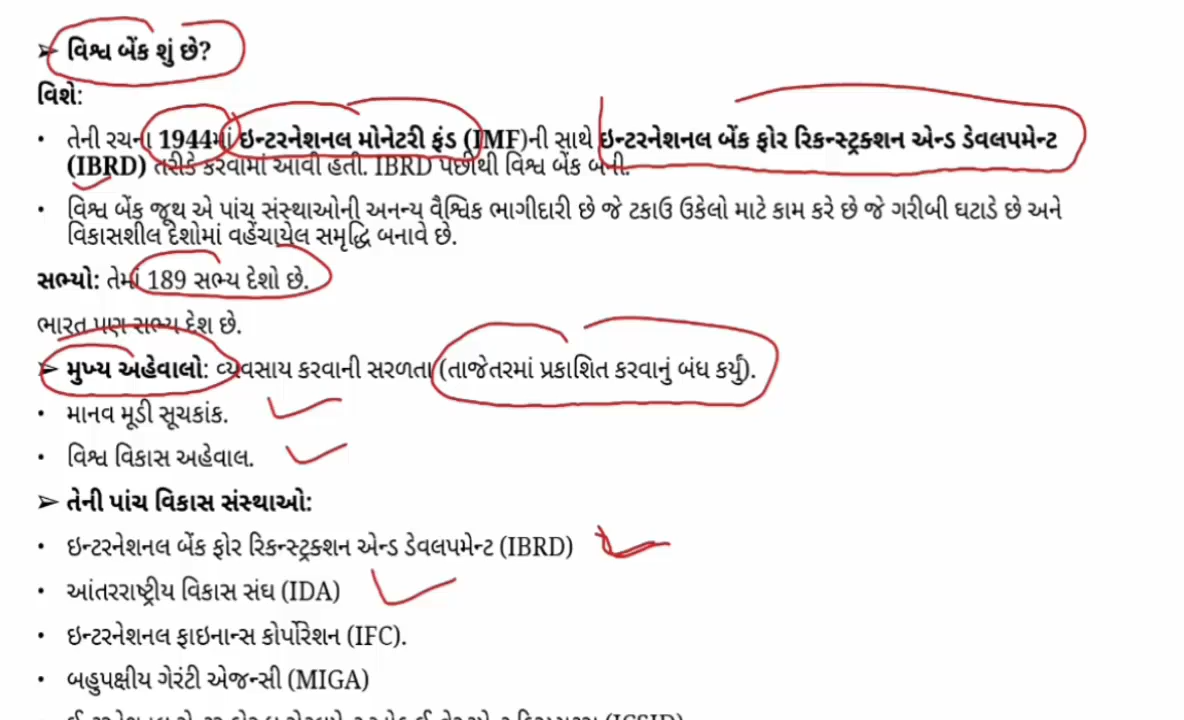 ➢ વિશ્વ બેંક શું છે?
વિશે:
• તેની રચના 1944માં ઇન્ટરનેશનલ મોનેટરી ફંડ (IMF)ની સાથે ઇન્ટરનેશનલ બેંક ફોર રિકન્સ્ટ્રક્શન એન્ડ ડેવલપમેન્ટ
(IBRD) તરીકે કરવામાં આવી હતી. IBRD પછીથી વિશ્વ બેંક બની.
• વિશ્વ બેંક જૂથ એ પાંચ સંસ્થાઓની અનન્ય વૈશ્વિક ભાગીદારી છે જે ટકાઉ ઉકેલો માટે કામ કરે છે જે ગરીબી ઘટાડે છે અને
વિકાસશીલ દેશોમાં વહેંચાયેલ સમૃદ્ધિ બનાવે છે.
સભ્યો: તેમાં 189 સભ્ય દેશો છે.
ભારત પણ સભ્ય દેશ છે.
➢ મુખ્ય અહેવાલો: વ્યવસાય કરવાની સરળતા (તાજેતરમાં પ્રકાશિત કરવાનું બંધ કર્યું).
• માનવ મૂડી સૂચકાંક.
• વિશ્વ વિકાસ અહેવાલ.
➢ તેની પાંચ વિકાસ સંસ્થાઓ:
• ઇન્ટરનેશનલ બેંક ફોર રિકન્સ્ટ્રક્શન એન્ડ ડેવલપમેન્ટ (IBRD)
• આંતરરાષ્ટ્રીય વિકાસ સંઘ (IDA)
• ઇન્ટરનેશનલ ફાઇનાન્સ કોર્પોરેશન (IFC).
• બહુપક્ષીય ગેરંટી એજન્સી (MIGA)